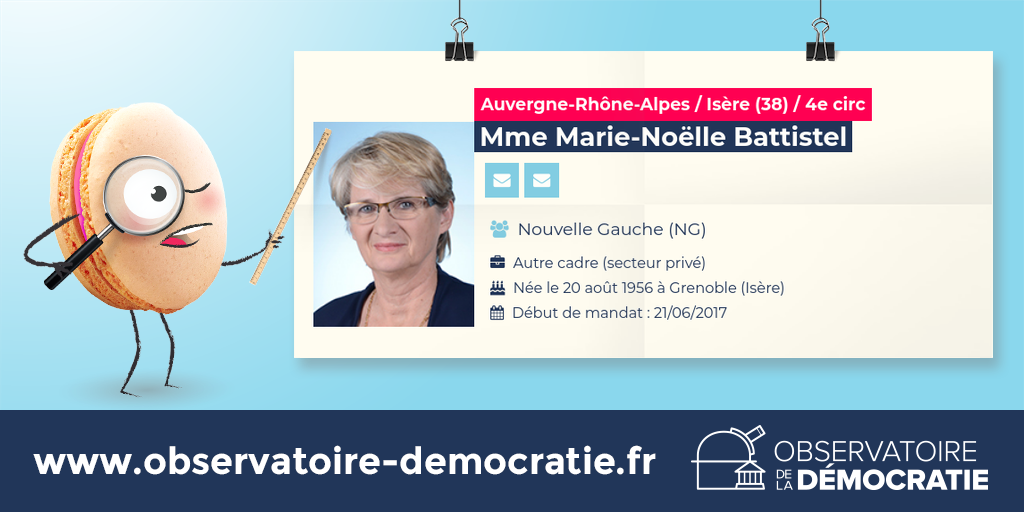 Auvergne-Rhône-Alpes / Isère (38) / 4e circ
Mme Marie-Noëlle Battistel
Nouvelle Gauche (NG)
Autre cadre (secteur privé)
Née le 20 août 1956 à Grenoble (Isère)
Début de mandat : 21/06/2017
www.observatoire-democratie.fr
OBSERVATOIRE
DE LA DÉMOCRATIE